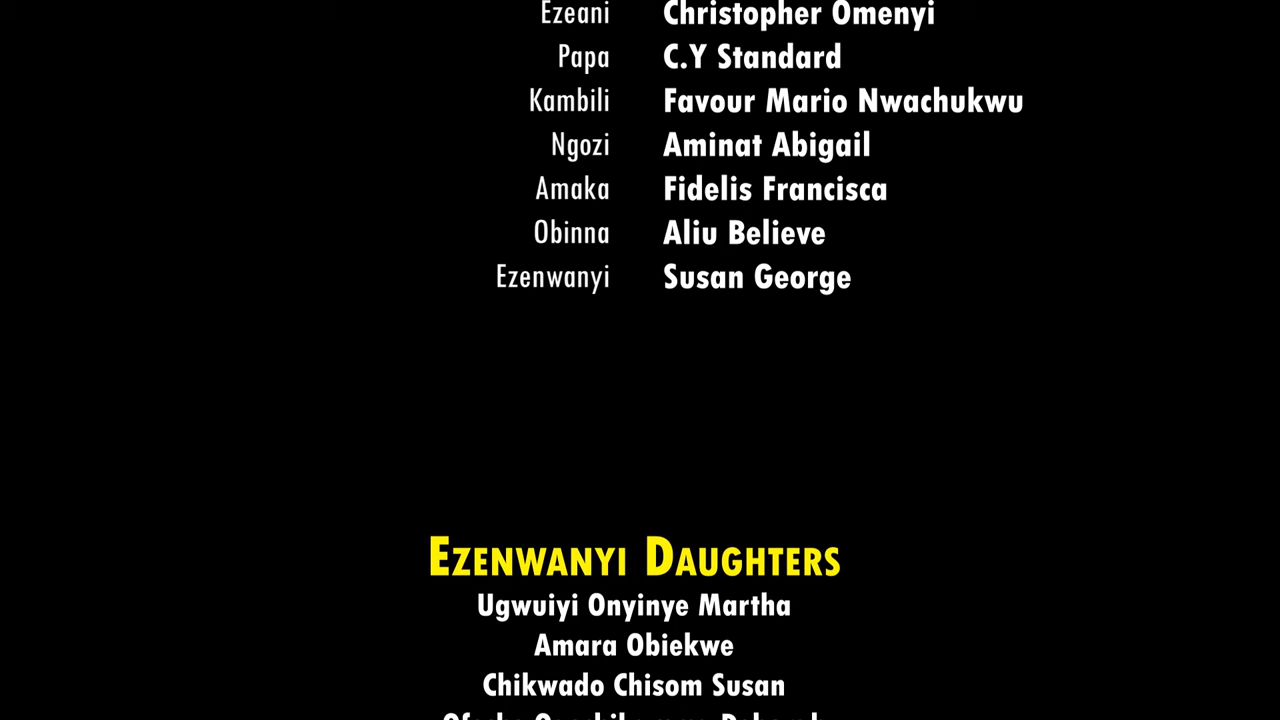 Ezeani Christopher Omenyi
Papa C.Y Standard
Kambili Favour Mario Nwachukwu
Ngozi Aminat Abigail
Amaka Fidelis Francisca
Obinna Aliu Believe
Ezenwanyi Susan George
EZENWANYI DAUGHTERS
Ugwuiyi Onyinye Martha
Amara Obiekwe
Chikwado Chisom Susan